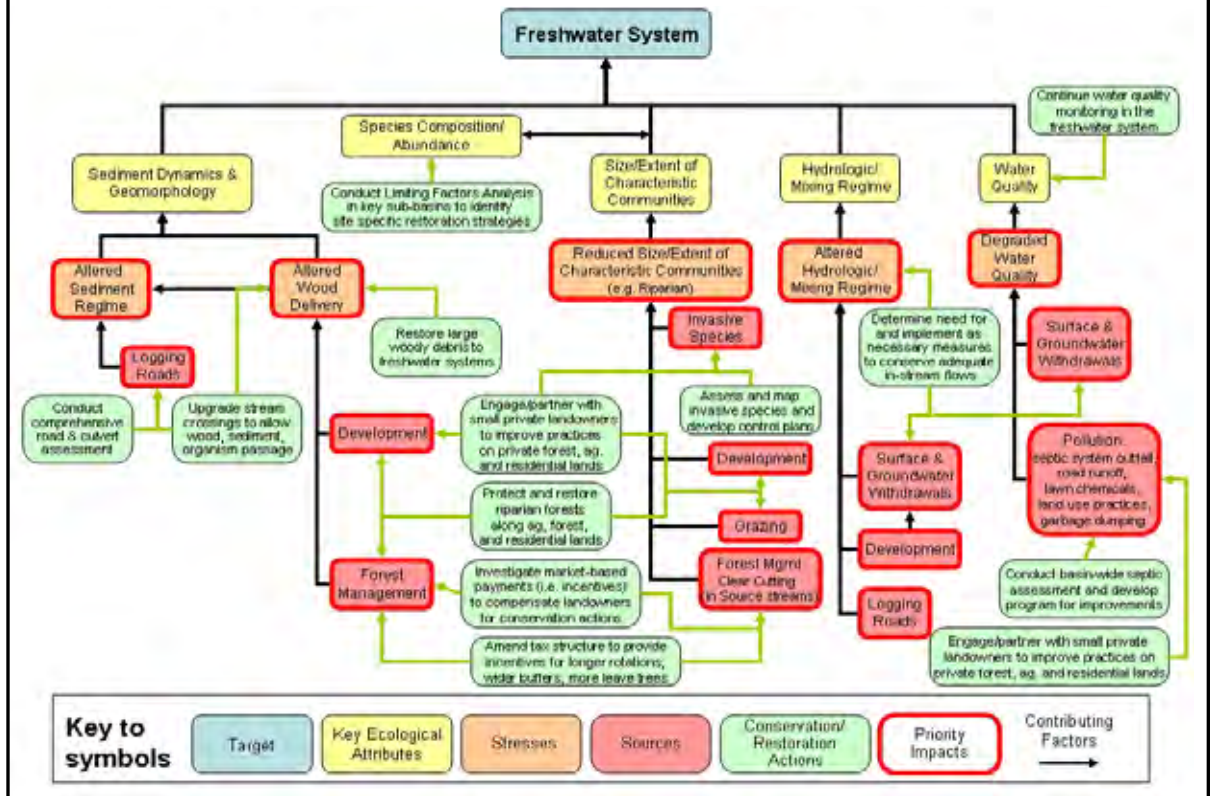 Freshwater System
Continue water quality
monitoring in the
freshwater system
Species Composition/
Abundance
Sediment Dynamics &
Geomorphology
Size/Extent of
Characteristic
Communities
Hydrologic/
Mixing Regime
Water
Quality
Conduct Limiting Factors Analysis
in key sub-basins to identify
site specific restoration strategies
Altered
Sediment
Regime
Altered
Wood
Delivery
Reduced Size/Extent of
Characteristic Communities
(e.g. Riparian)
Altered
Hydrologic/
Mixing Regime
Degraded
Water
Quality
Restore large
woody debris to
freshwater systems
Invasive
Species
Determine need for
and implement as
necessary measures
to conserve adequate
in-stream flows
Surface &
Groundwater
Withdrawals
Logging
Roads
Conduct
comprehensive
road & culvert
assessment
Upgrade stream
crossings to allow
wood, sediment,
organism passage
Assess and map
invasive species and
develop control plans
Development
Engage/partner with
small private landowners
to improve practices
on private forest, ag.
and residential lands
Development
Surface &
Groundwater
Withdrawals
Pollution:
septic system outfall,
road runoff,
lawn chemicals,
land use practices,
garbage dumping
Protect and restore
riparian forests
along ag, forest,
and residential lands
Grazing
Development
Forest
Management
Investigate market-based
payments (i.e. incentives)
to compensate landowners
for conservation actions
Forest Mgmd
Clear Cutting
(in Source streams)
Conduct basin-wide septic
assessment and develop
program for improvements
Logging
Roads
Amend tax structure to provide
incentives for longer rotations,
wider buffers, more leave trees
Engage/partner with small private
landowners to improve practices on
private forest, ag. and residential lands
Key to
symbols
Target
Key Ecological
Attributes
Stresses
Sources
Conservation/
Restoration
Actions
Priority
Impacts
Contributing
Factors